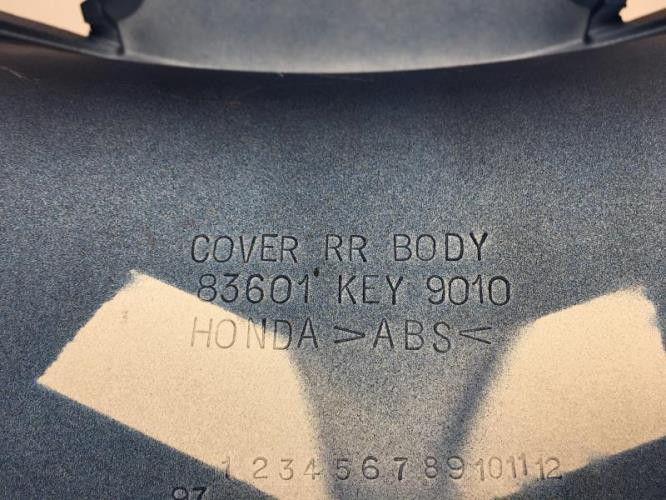 COVER RR BODY
83601 KEY 9010
HONDA >ABS<
1 2 3 4 5 6 7 8 9 10 11 12